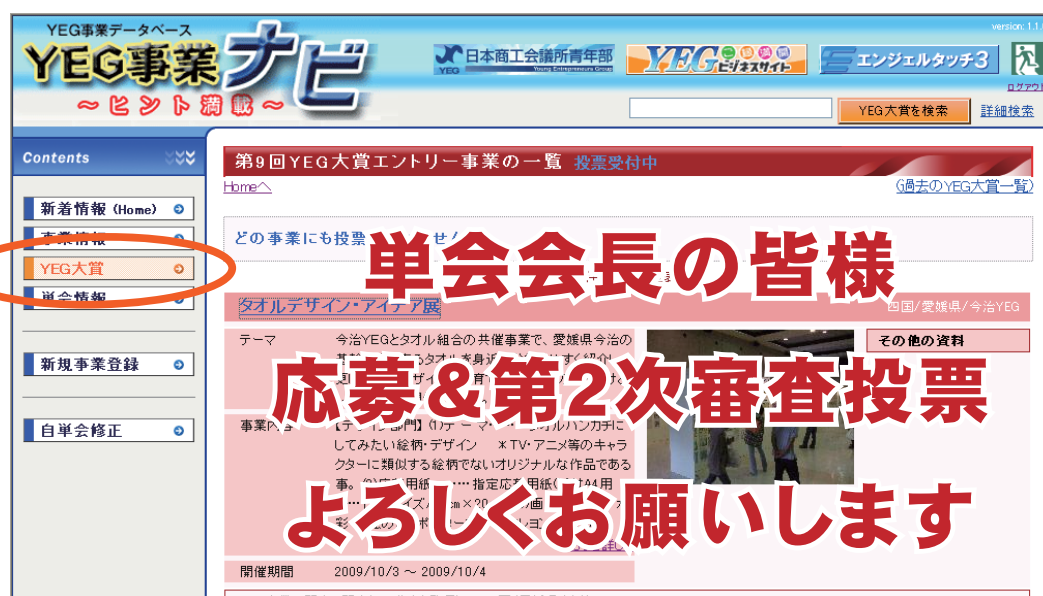 YEG事業データベース
YEG事業ナビ
～ヒント満載～
version: 1.1.
日本商工会議所青年部
YEG Young Entrepreneurs Group
YEGビジネスサイト
エンジェルタッチ3
ログアウト
YEG大賞を検索
詳細検索
Contents
新着情報 (Home)
事業情報
YEG大賞
単会情報
新規事業登録
自単会修正
第9回YEG大賞エントリー事業の一覧 投票受付中
Homeへ
(過去のYEG大賞一覧)
どの事業にも投票
単会会長の皆様
タオルデザイン・アイデア展
四国/愛媛県/今治YEG
テーマ
今治YEGとタオル組合の共催事業で、愛媛県今治の
その他の資料
応募&第2次審査投票
事業内容
してみたい絵柄・デザイン ＊TV・アニメ等のキャラ
クターに類似する絵柄でないオリジナルな作品である
よろしくお願いします
開催期間
2009/10/3 ～ 2009/10/4